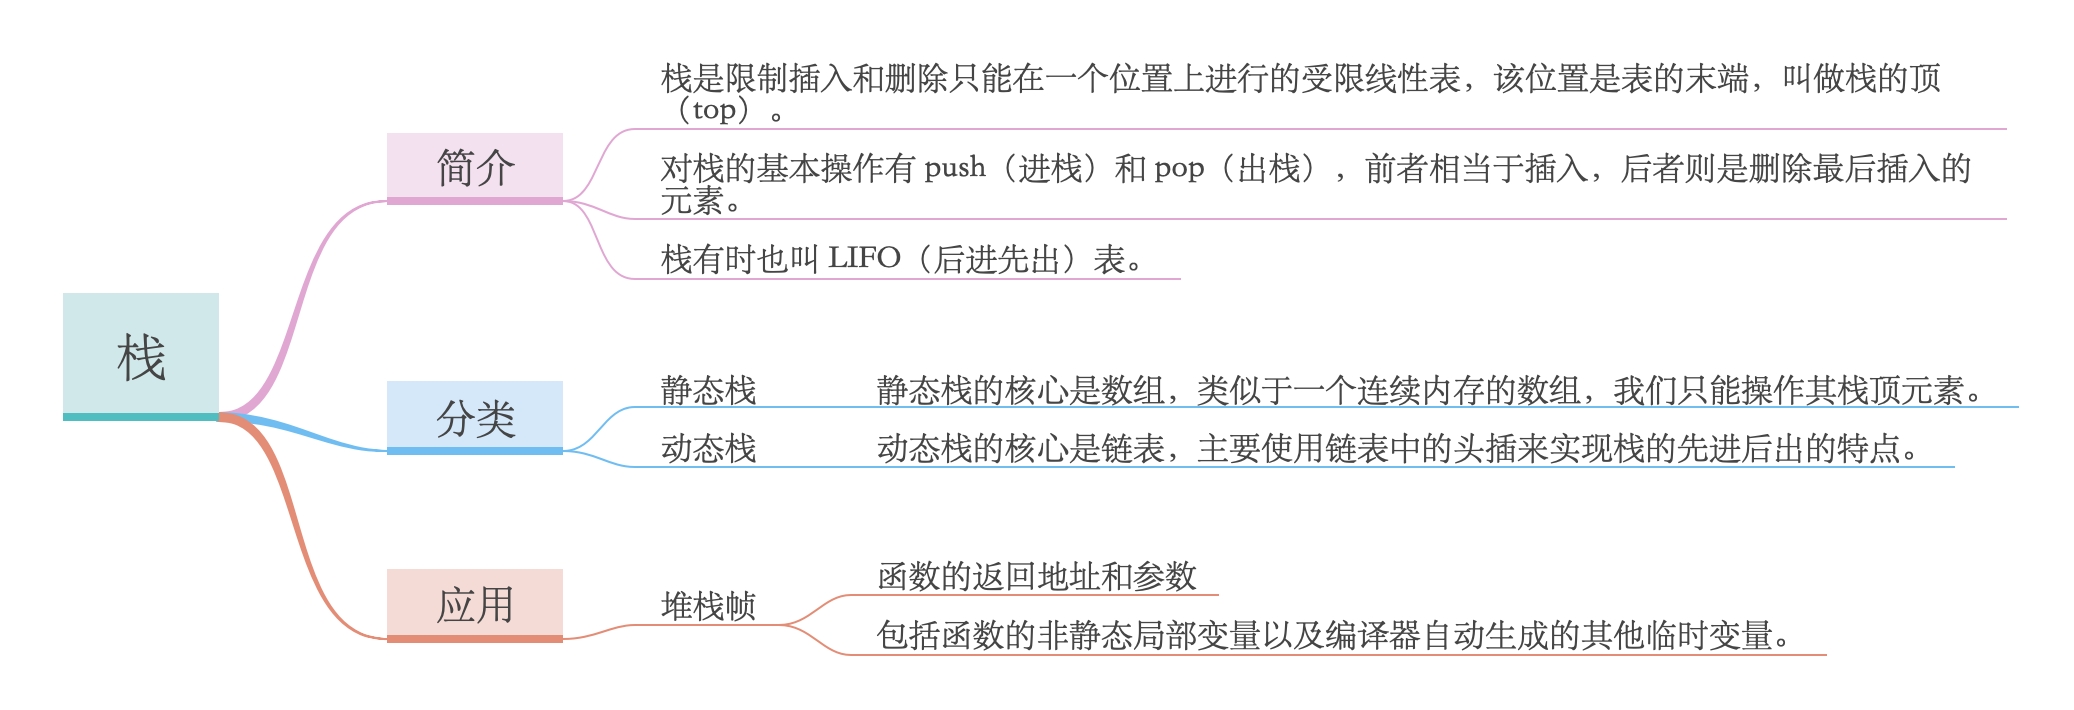 栈
简介
栈是限制插入和删除只能在一个位置上进行的受限线性表，该位置是表的末端，叫做栈的顶
（top）。
对栈的基本操作有 push（进栈）和 pop（出栈），前者相当于插入，后者则是删除最后插入的
元素。
栈有时也叫 LIFO（后进先出）表。
分类
静态栈
静态栈的核心是数组，类似于一个连续内存的数组，我们只能操作其栈顶元素。
动态栈
动态栈的核心是链表，主要使用链表中的头插来实现栈的先进后出的特点。
应用
堆栈帧
函数的返回地址和参数
包括函数的非静态局部变量以及编译器自动生成的其他临时变量。